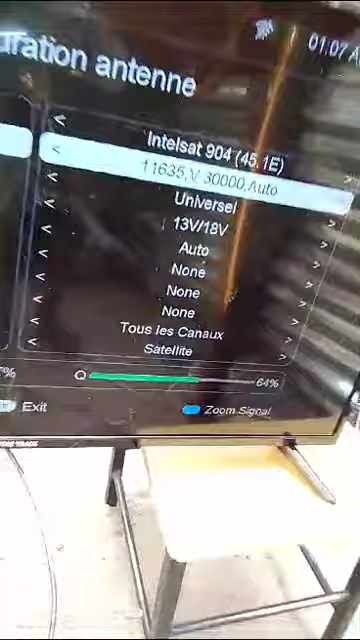 uration antenne
01:07 A
< Intelsat 904 (45.1E) >
< 11635,V 30000,Auto >
< Universel >
< 13V/18V >
< Auto >
< None >
< None >
< None >
< Tous les Canaux >
< Satellite >
% Q 64%
Exit Zoom Signal